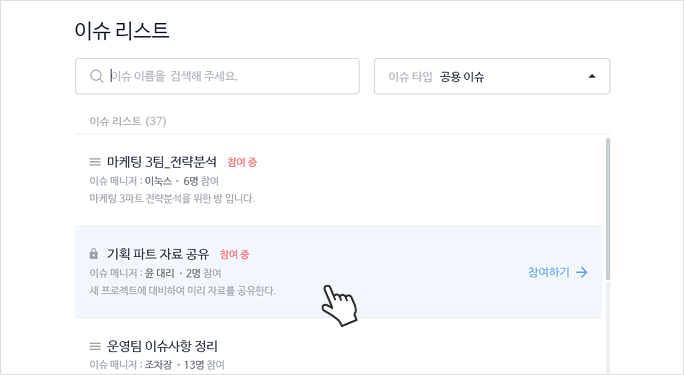 이슈 리스트
이슈 이름을 검색해 주세요.
이슈 타입 공용 이슈
이슈 리스트 (37)
마케팅 3팀_전략분석 참여 중
이슈 매니저 : 이눅스 • 6명 참여
마케팅 3파트 전략분석을 위한 방 입니다.
기획 파트 자료 공유 참여 중
이슈 매니저 : 윤 대리 • 2명 참여
새 프로젝트에 대비하여 미리 자료를 공유한다.
참여하기 →
운영팀 이슈사항 정리
이슈 매니저 : 조차장 • 13명 참여